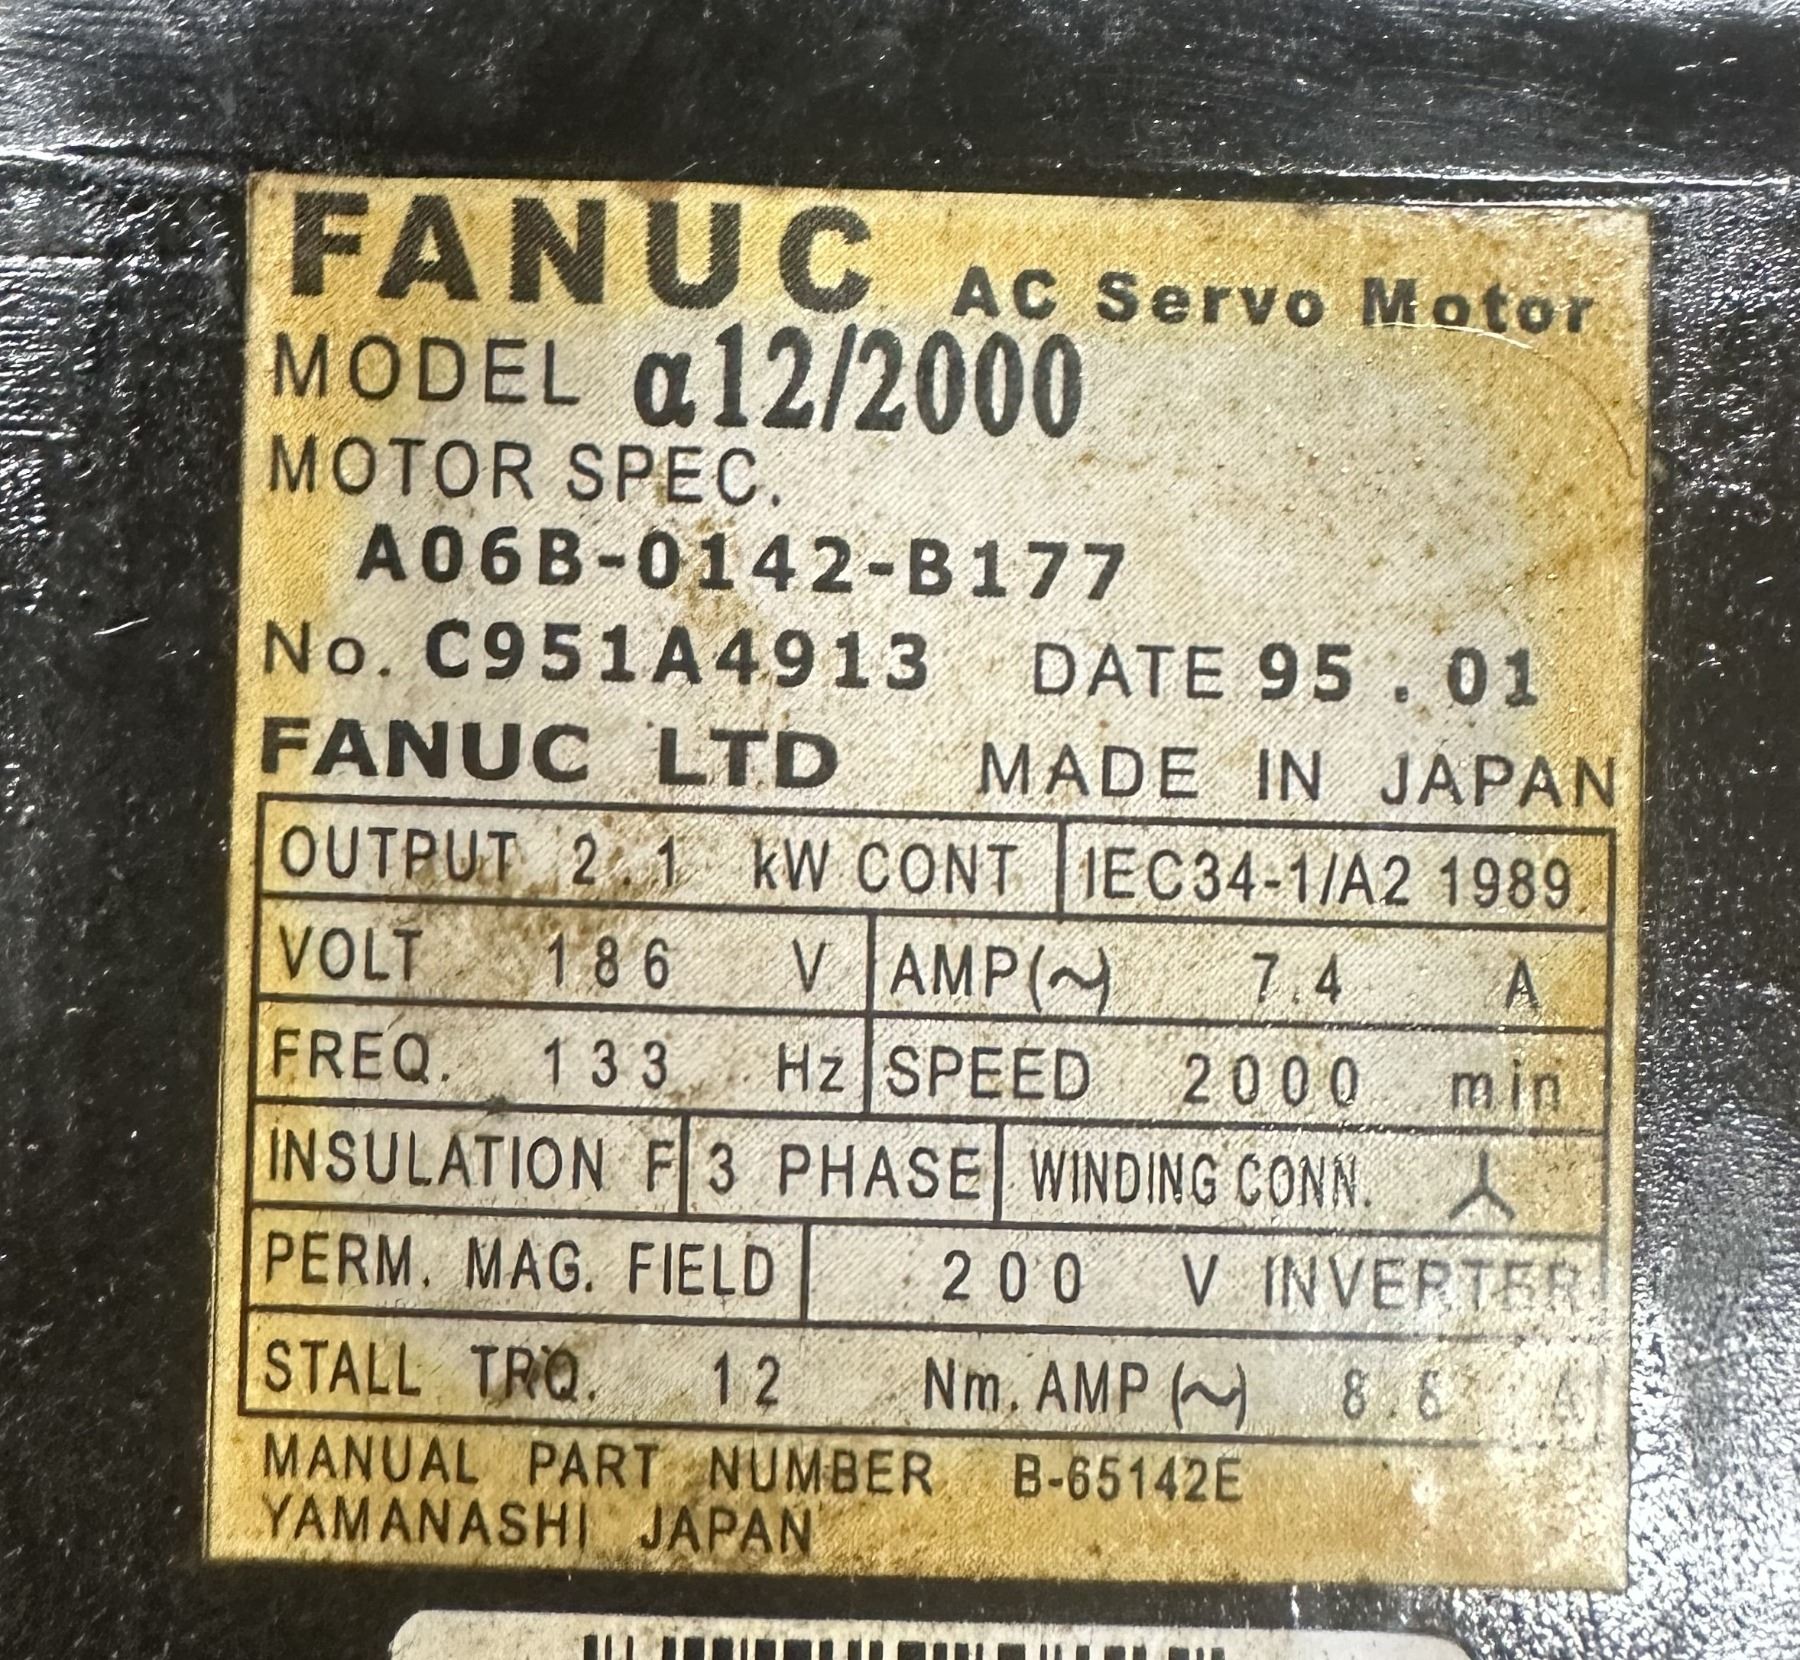 FANUC AC Servo Motor
MODEL α12/2000
MOTOR SPEC.
A06B-0142-B177
No. C951A4913 DATE 95.01
FANUC LTD MADE IN JAPAN
OUTPUT 2.1 kW CONT IEC34-1/A2 1989
VOLT 186 V AMP(~) 7.4 A
FREQ. 133 Hz SPEED 2000 min
INSULATION F 3 PHASE WINDING CONN.
PERM. MAG. FIELD 200 V INVERTER
STALL TRQ. 12 Nm. AMP(~) A
MANUAL PART NUMBER B-65142E
YAMANASHI JAPAN